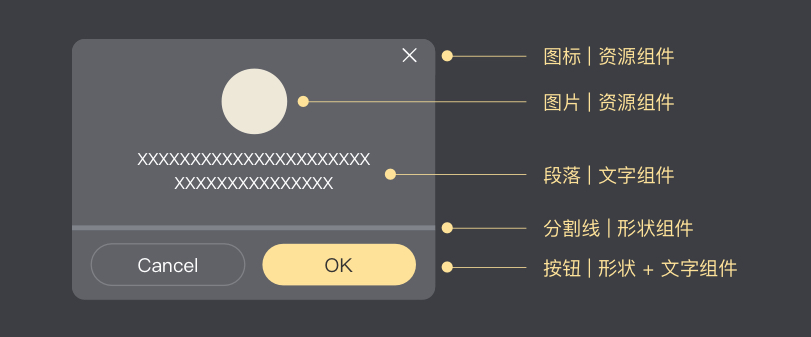 图标 | 资源组件
图片 | 资源组件
XXXXXXXXXXXXXXXXXXXXXX
XXXXXXXXXXXXXXX
段落 | 文字组件
分割线 | 形状组件
Cancel
OK
按钮 | 形状 + 文字组件